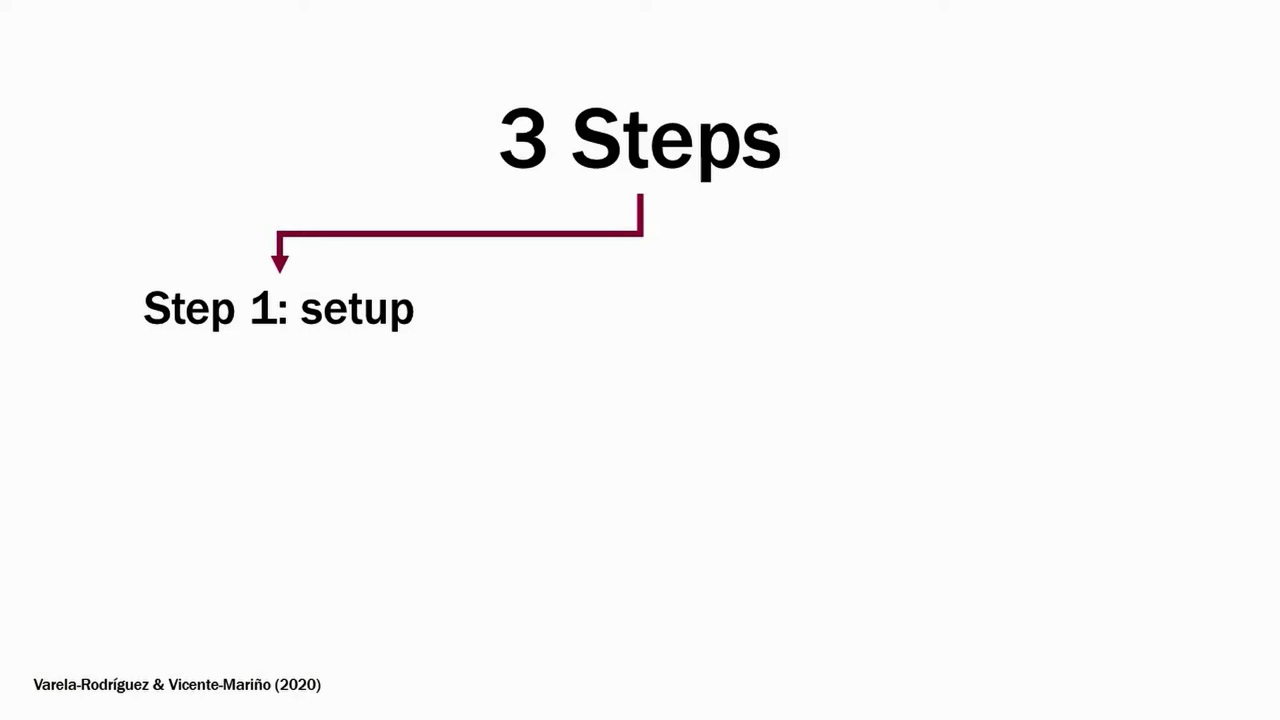 3 Steps
Step 1: setup
Varela-Rodríguez & Vicente-Mariño (2020)